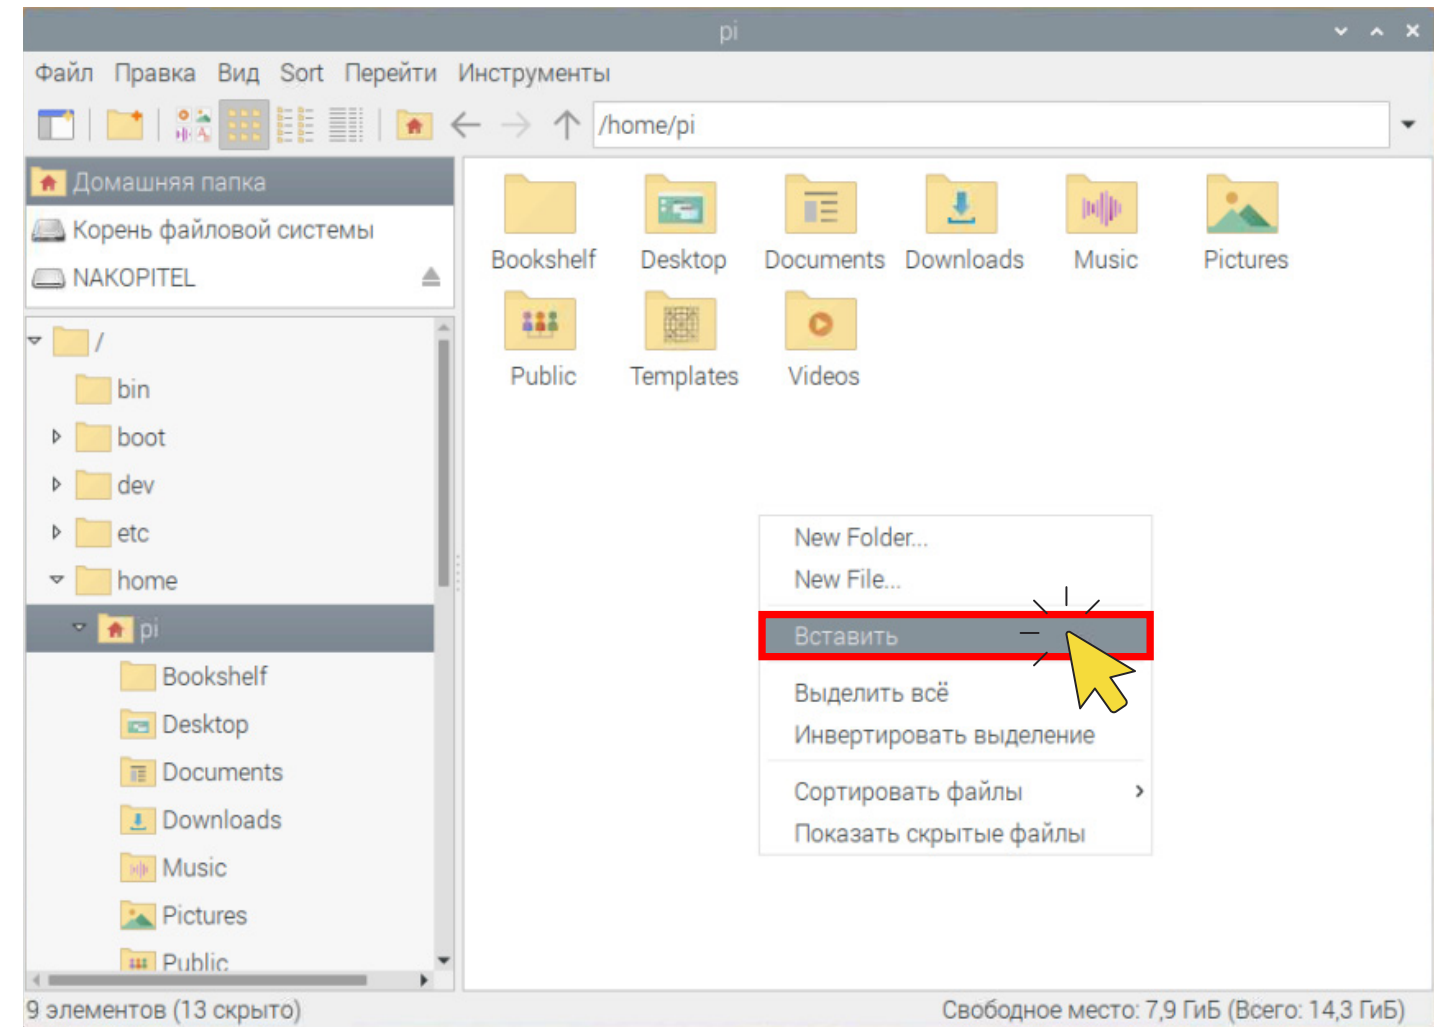 pi
Файл Правка Вид Sort Перейти Инструменты
/home/pi
Домашняя папка
Корень файловой системы
NAKOPITEL
/
bin
boot
dev
etc
home
pi
Bookshelf
Desktop
Documents
Downloads
Music
Pictures
Public
Bookshelf Desktop Documents Downloads Music Pictures
Public Templates Videos
New Folder...
New File...
Вставить
Выделить всё
Инвертировать выделение
Сортировать файлы
Показать скрытые файлы
9 элементов (13 скрыто)
Свободное место: 7,9 ГиБ (Всего: 14,3 ГиБ)